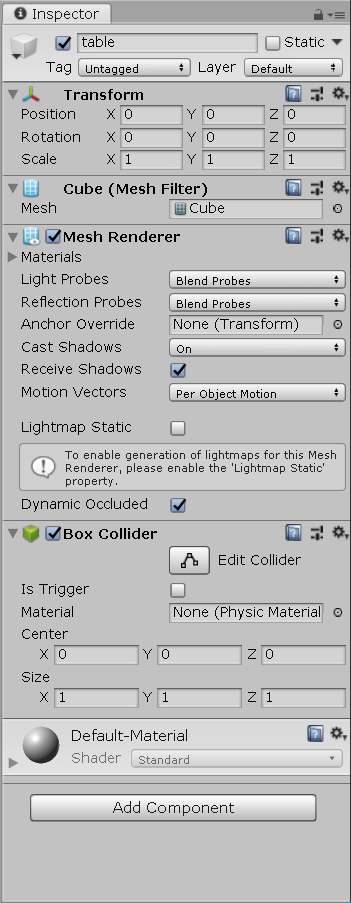 Inspector
table Static
Tag Untagged Layer Default
Transform
Position X 0 Y 0 Z 0
Rotation X 0 Y 0 Z 0
Scale X 1 Y 1 Z 1
Cube (Mesh Filter)
Mesh Cube
Mesh Renderer
Materials
Light Probes Blend Probes
Reflection Probes Blend Probes
Anchor Override None (Transform)
Cast Shadows On
Receive Shadows
Motion Vectors Per Object Motion
Lightmap Static
To enable generation of lightmaps for this Mesh
Renderer, please enable the 'Lightmap Static'
property.
Dynamic Occluded
Box Collider
Edit Collider
Is Trigger
Material None (Physic Material
Center
X 0 Y 0 Z 0
Size
X 1 Y 1 Z 1
Default-Material
Shader Standard
Add Component